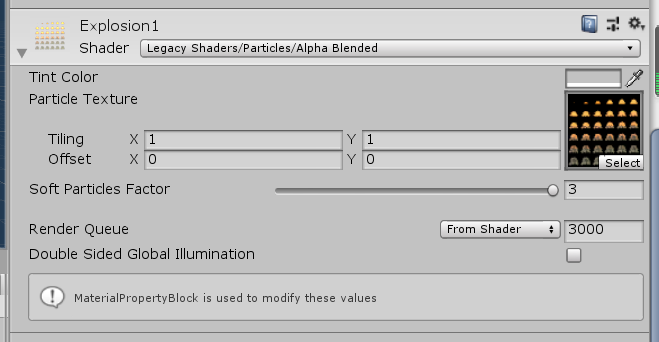 Explosion1
Shader Legacy Shaders/Particles/Alpha Blended
Tint Color
Particle Texture
Tiling X 1 Y 1
Offset X 0 Y 0
Select
Soft Particles Factor 3
Render Queue From Shader 3000
Double Sided Global Illumination
MaterialPropertyBlock is used to modify these values